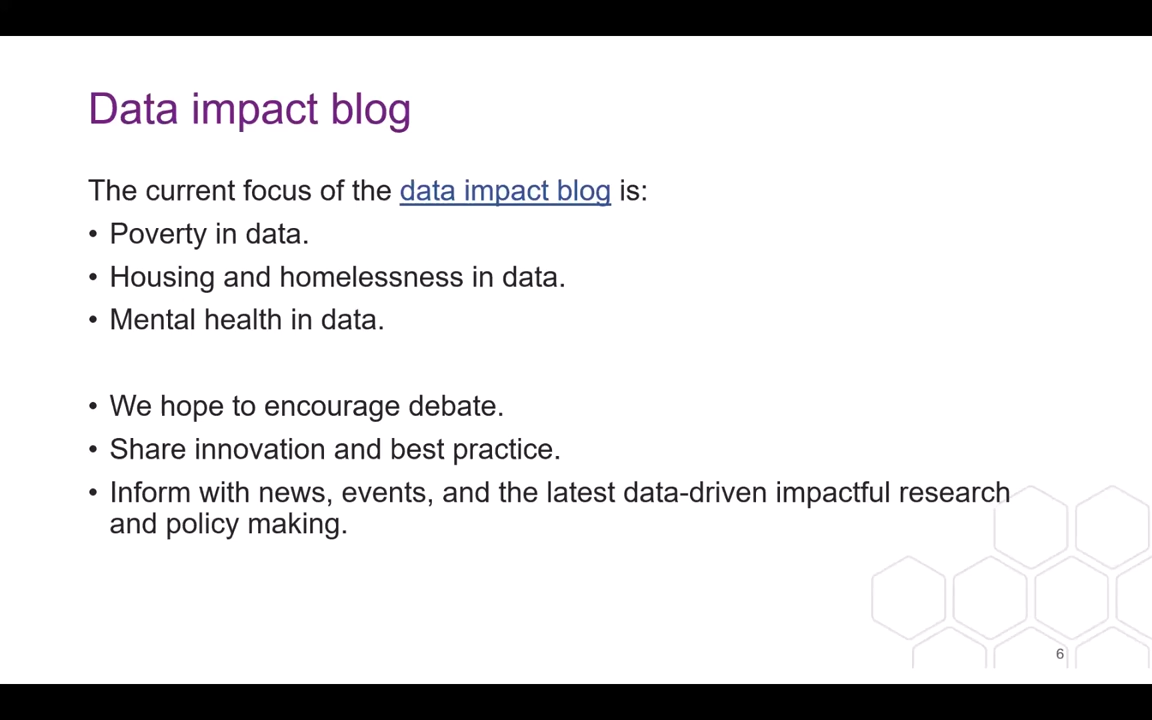 Data impact blog
The current focus of the data impact blog is:
• Poverty in data.
• Housing and homelessness in data.
• Mental health in data.
• We hope to encourage debate.
• Share innovation and best practice.
• Inform with news, events, and the latest data-driven impactful research
and policy making.
6